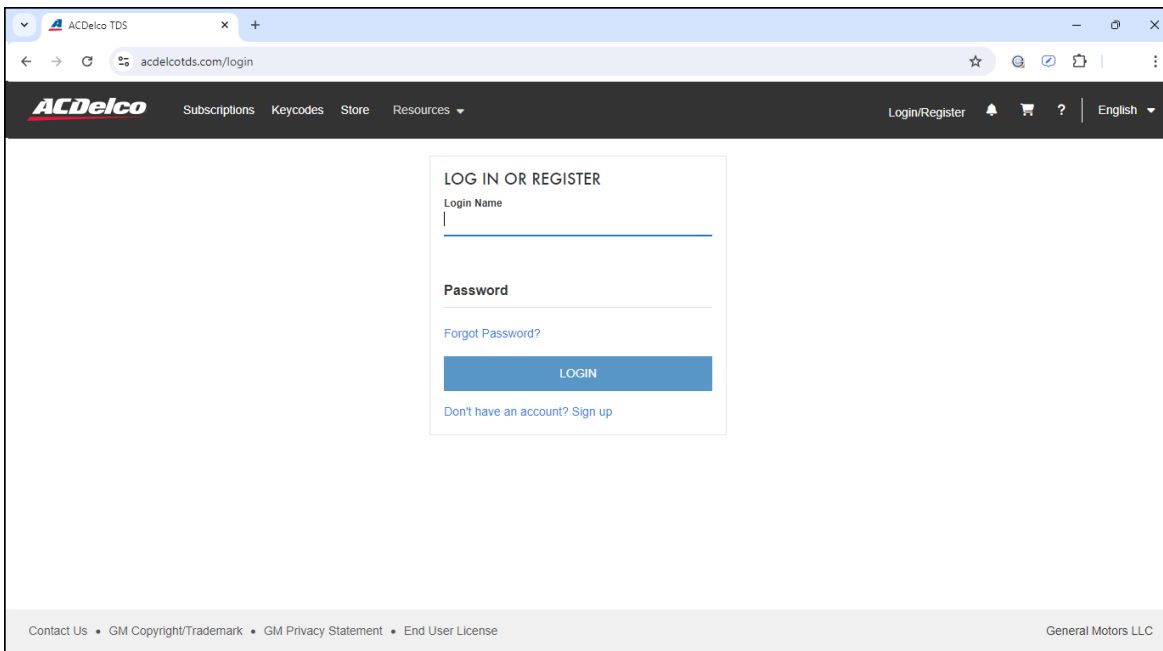 ACDelco TDS
acdelcotds.com/login
ACDelco Subscriptions Keycodes Store Resources Login/Register ? English
LOG IN OR REGISTER
Login Name
Password
Forgot Password?
LOGIN
Don't have an account? Sign up
Contact Us • GM Copyright/Trademark • GM Privacy Statement • End User License General Motors LLC